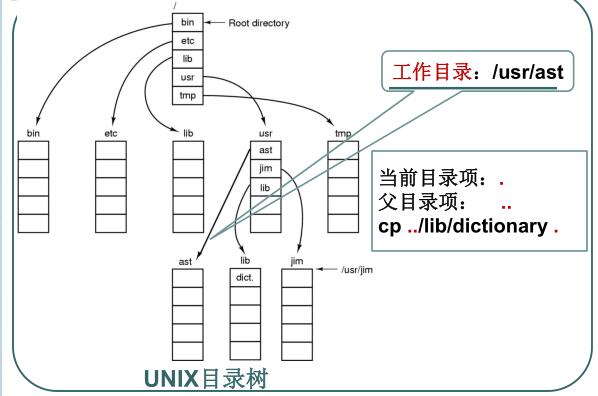 /
bin
Root directory
etc
lib
usr
tmp
工作目录：/usr/ast
bin
etc
lib
usr
tmp
ast
jim
lib
当前目录项：.
父目录项： ..
cp ../lib/dictionary .
ast
lib
jim
/usr/jim
dict.
UNIX目录树